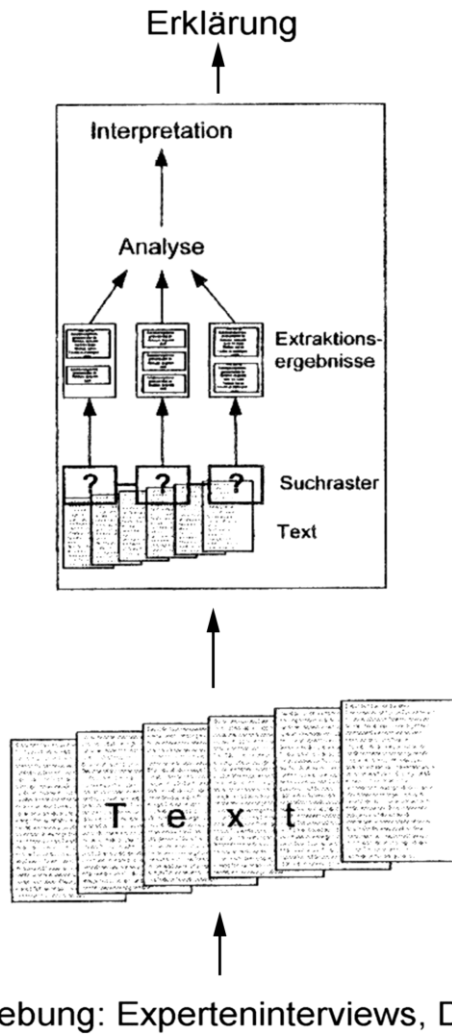 Erklärung
Interpretation
Analyse
Extraktions-
ergebnisse
? ? ?
Suchraster
Text
T e x t
ebung: Experteninterviews, D